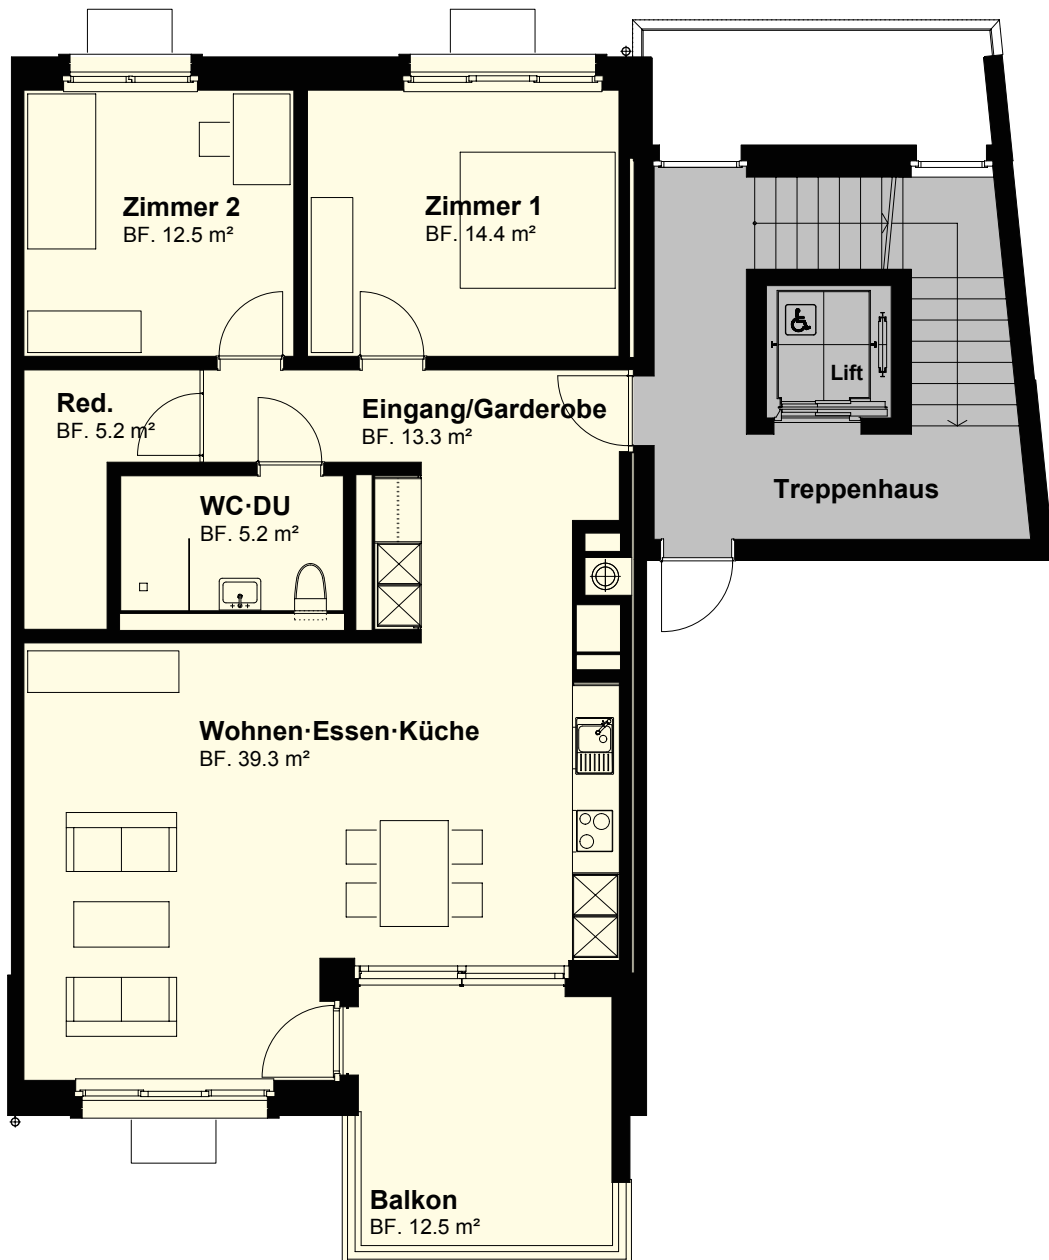 Zimmer 2
BF. 12.5 m²
Zimmer 1
BF. 14.4 m²
Lift
Red.
BF. 5.2 m²
Eingang/Garderobe
BF. 13.3 m²
Treppenhaus
WC·DU
BF. 5.2 m²
Wohnen·Essen·Küche
BF. 39.3 m²
Balkon
BF. 12.5 m²